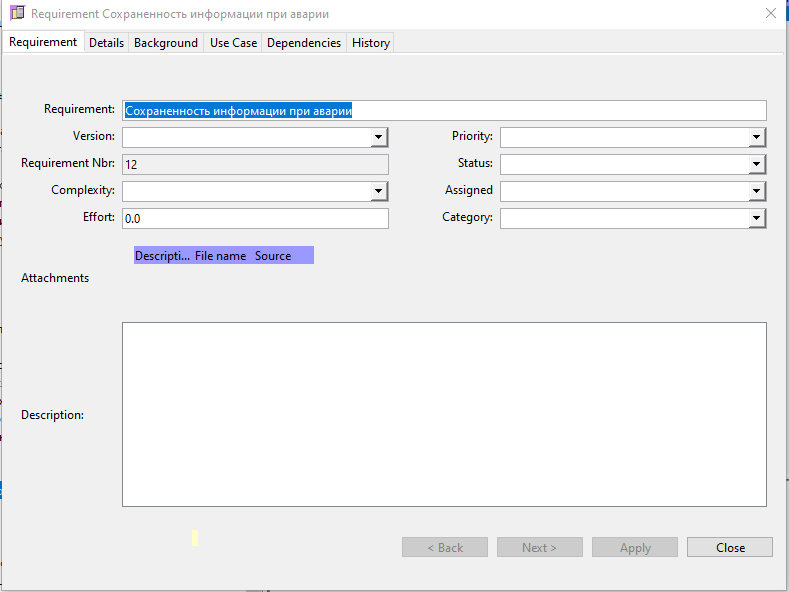 Requirement Сохраненность информации при аварии
Requirement Details Background Use Case Dependencies History
Requirement: Сохраненность информации при аварии
Version: Priority:
Requirement Nbr: 12 Status:
Complexity: Assigned
Effort: 0.0 Category:
Descripti... File name Source
Attachments
Description:
< Back Next > Apply Close